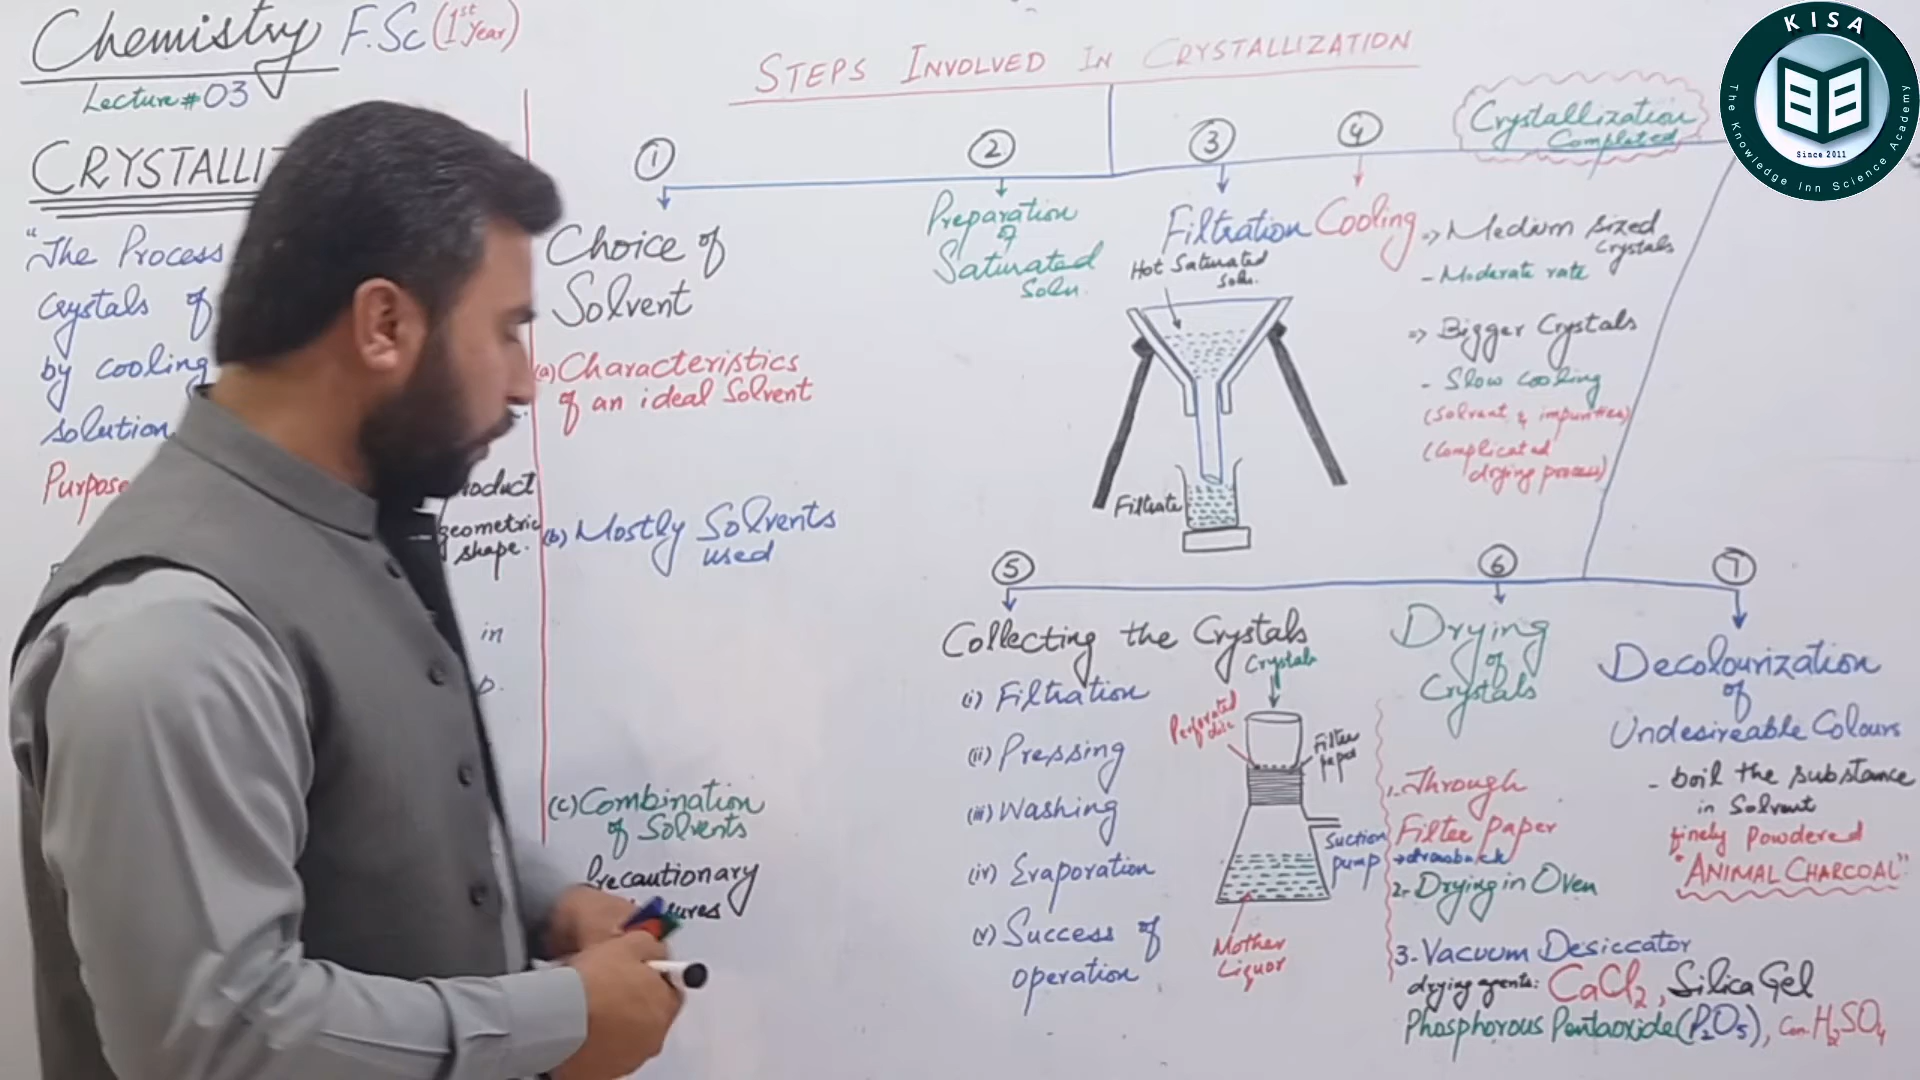 Chemistry F.Sc (1st Year)
Lecture # 03
"The Process
Crystals of
by cooling
solution
Purpose
product
geometric
shape.
in
STEPS INVOLVED IN CRYSTALLIZATION
1
Choice of
Solvent
(a) Characteristics
of an ideal Solvent
(b) Mostly Solvents
used
(c) Combination
of Solvents
Precautionary
2
Preparation
of
Saturated
Solu.
3
Filtration
Hot Saturated
Solu.
Filtrate
4
Cooling
Crystallization
Completed
=> Medium sized
Crystals
- Moderate rate
=> Bigger Crystals
- Slow cooling
(Solvent & impurities)
(Complicated
drying process)
5
Collecting the Crystals
(i) Filtration
(ii) Pressing
(iii) Washing
(iv) Evaporation
(v) Success of
operation
Crystals
Perforated
disc
Filter
paper
Suction
pump
Mother
Liquor
6
Drying
of
Crystals
1. Through
Filter Paper
→ drawback
2. Drying in Oven
3. Vacuum Desiccator
drying agents: CaCl2, Silica Gel
Phosphorous Pentaoxide (P2O5), Con. H2SO4
7
Decolourization
of
Undesireable Colours
- boil the substance
in Solvent
finely Powdered
"ANIMAL CHARCOAL"
KISA
Since 2011
The Knowledge Inn Science Academy